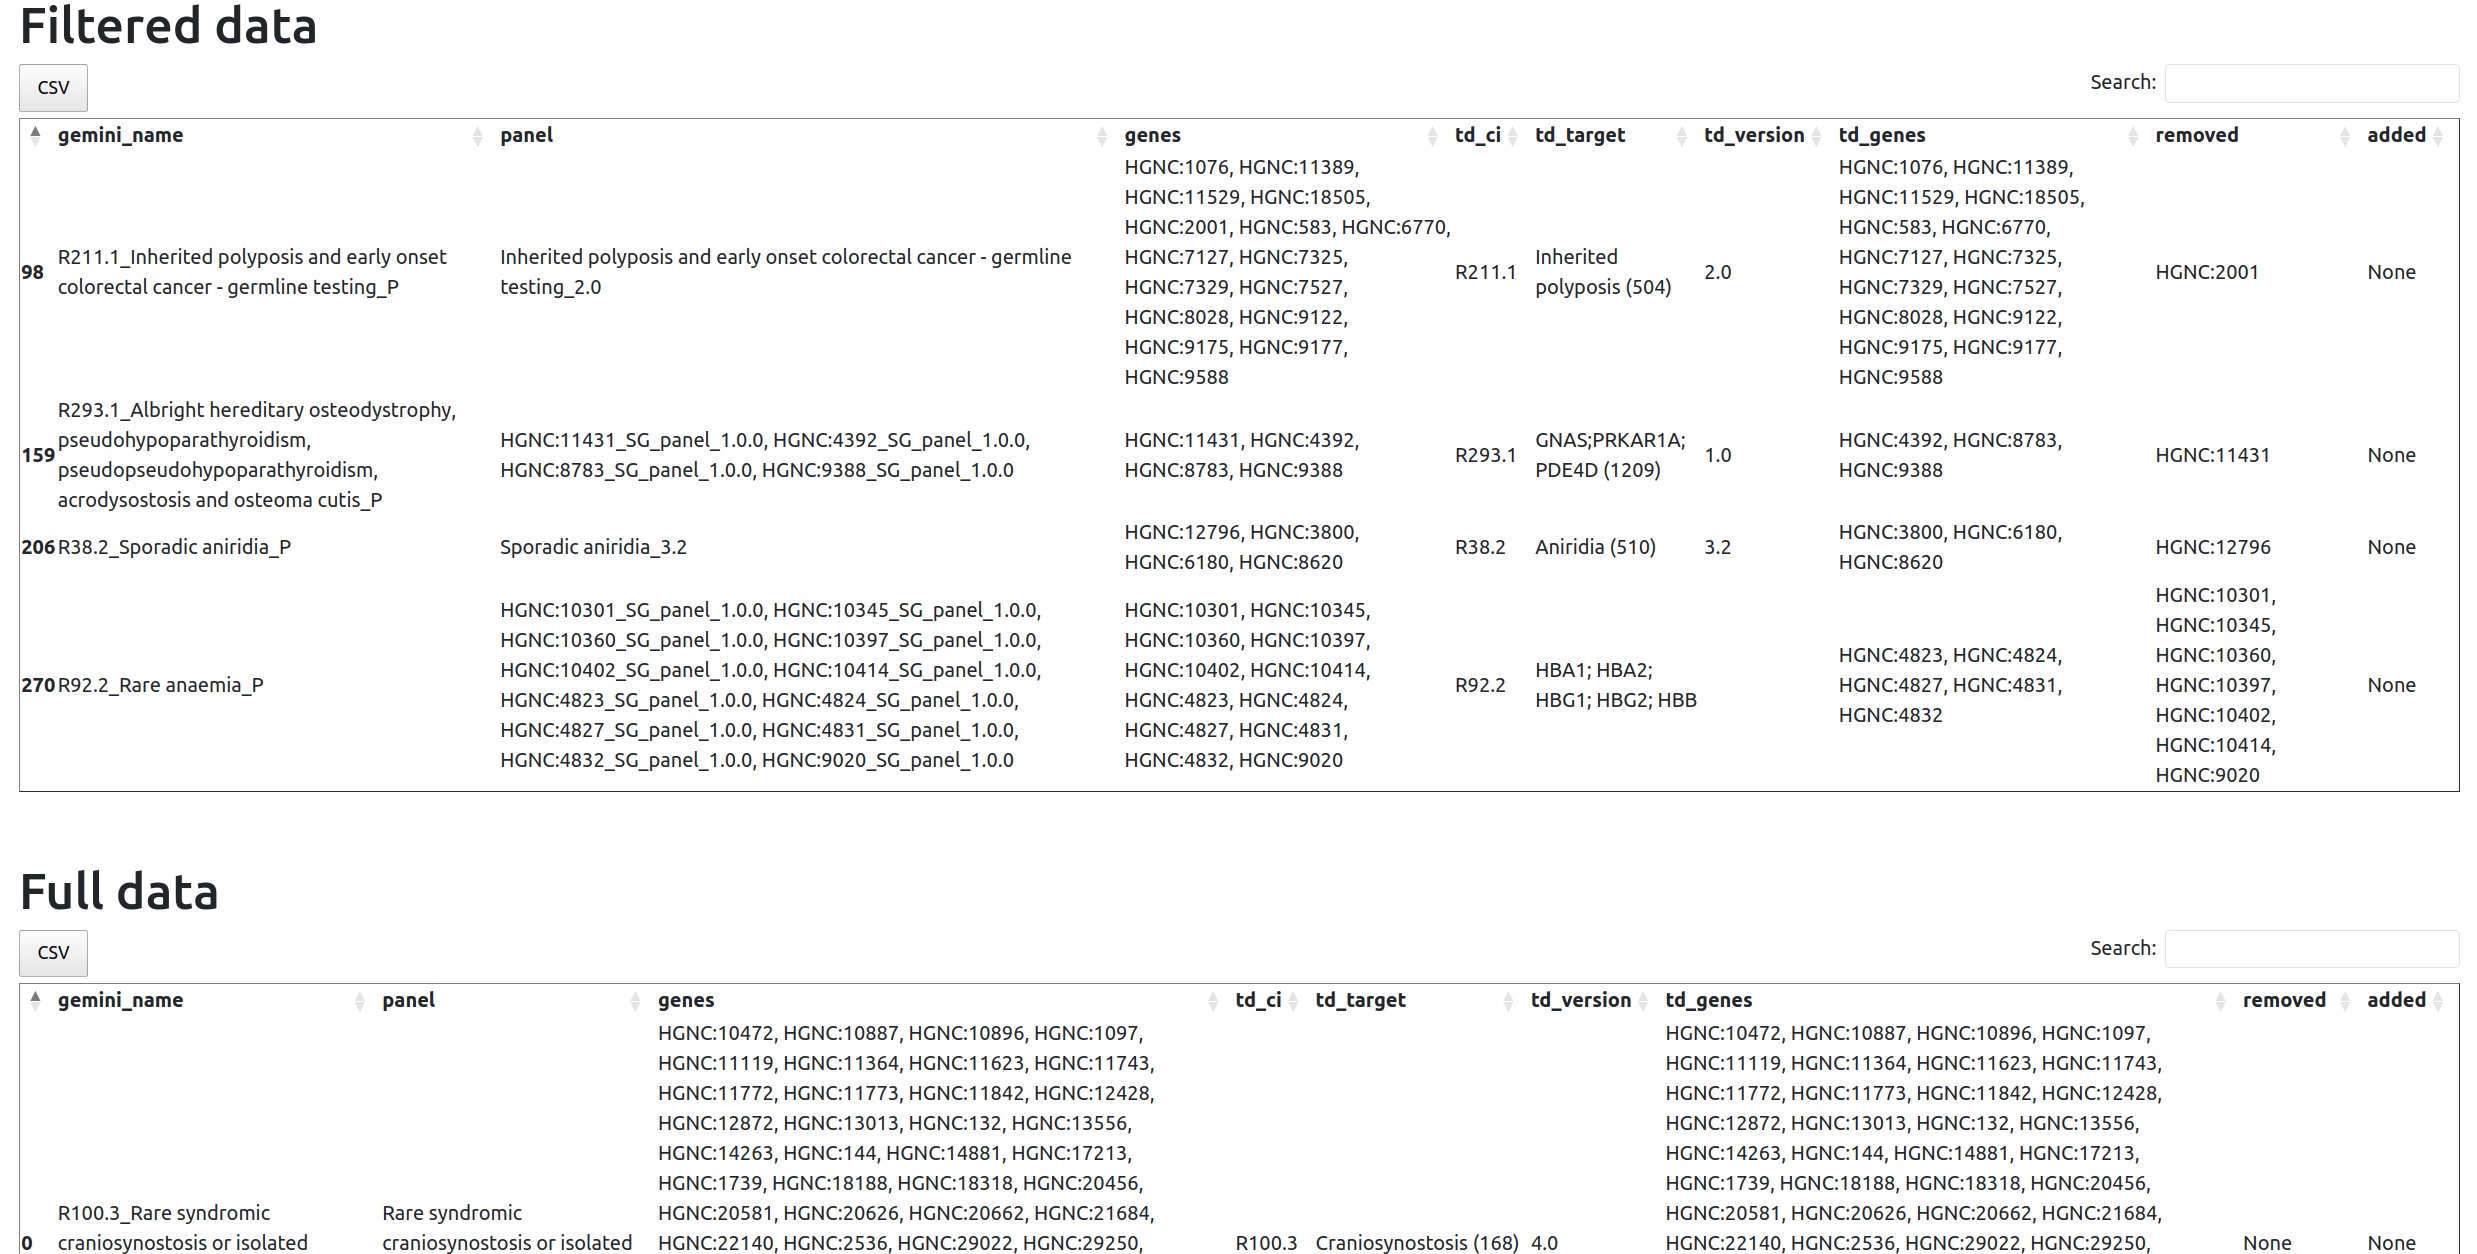 Filtered data
CSV
Search:
gemini_name panel genes td_ci td_target td_version td_genes removed added
98
R211.1_Inherited polyposis and early onset
colorectal cancer - germline testing_P
Inherited polyposis and early onset colorectal cancer - germline
testing_2.0
HGNC:1076, HGNC:11389,
HGNC:11529, HGNC:18505,
HGNC:2001, HGNC:583, HGNC:6770,
HGNC:7127, HGNC:7325,
HGNC:7329, HGNC:7527,
HGNC:8028, HGNC:9122,
HGNC:9175, HGNC:9177,
HGNC:9588
R211.1
Inherited
polyposis (504)
2.0
HGNC:1076, HGNC:11389,
HGNC:11529, HGNC:18505,
HGNC:583, HGNC:6770,
HGNC:7127, HGNC:7325,
HGNC:7329, HGNC:7527,
HGNC:8028, HGNC:9122,
HGNC:9175, HGNC:9177,
HGNC:9588
HGNC:2001
None
159
R293.1_Albright hereditary osteodystrophy,
pseudohypoparathyroidism,
pseudopseudohypoparathyroidism,
acrodysostosis and osteoma cutis_P
HGNC:11431_SG_panel_1.0.0, HGNC:4392_SG_panel_1.0.0,
HGNC:8783_SG_panel_1.0.0, HGNC:9388_SG_panel_1.0.0
HGNC:11431, HGNC:4392,
HGNC:8783, HGNC:9388
R293.1
GNAS;PRKAR1A;
PDE4D (1209)
1.0
HGNC:4392, HGNC:8783,
HGNC:9388
HGNC:11431
None
206
R38.2_Sporadic aniridia_P
Sporadic aniridia_3.2
HGNC:12796, HGNC:3800,
HGNC:6180, HGNC:8620
R38.2
Aniridia (510)
3.2
HGNC:3800, HGNC:6180,
HGNC:8620
HGNC:12796
None
270
R92.2_Rare anaemia_P
HGNC:10301_SG_panel_1.0.0, HGNC:10345_SG_panel_1.0.0,
HGNC:10360_SG_panel_1.0.0, HGNC:10397_SG_panel_1.0.0,
HGNC:10402_SG_panel_1.0.0, HGNC:10414_SG_panel_1.0.0,
HGNC:4823_SG_panel_1.0.0, HGNC:4824_SG_panel_1.0.0,
HGNC:4827_SG_panel_1.0.0, HGNC:4831_SG_panel_1.0.0,
HGNC:4832_SG_panel_1.0.0, HGNC:9020_SG_panel_1.0.0
HGNC:10301, HGNC:10345,
HGNC:10360, HGNC:10397,
HGNC:10402, HGNC:10414,
HGNC:4823, HGNC:4824,
HGNC:4827, HGNC:4831,
HGNC:4832, HGNC:9020
R92.2
HBA1; HBA2;
HBG1; HBG2; HBB
HGNC:4823, HGNC:4824,
HGNC:4827, HGNC:4831,
HGNC:4832
HGNC:10301,
HGNC:10345,
HGNC:10360,
HGNC:10397,
HGNC:10402,
HGNC:10414,
HGNC:9020
None
Full data
CSV
Search:
gemini_name panel genes td_ci td_target td_version td_genes removed added
0
R100.3_Rare syndromic
craniosynostosis or isolated
Rare syndromic
craniosynostosis or isolated
HGNC:10472, HGNC:10887, HGNC:10896, HGNC:1097,
HGNC:11119, HGNC:11364, HGNC:11623, HGNC:11743,
HGNC:11772, HGNC:11773, HGNC:11842, HGNC:12428,
HGNC:12872, HGNC:13013, HGNC:132, HGNC:13556,
HGNC:14263, HGNC:144, HGNC:14881, HGNC:17213,
HGNC:1739, HGNC:18188, HGNC:18318, HGNC:20456,
HGNC:20581, HGNC:20626, HGNC:20662, HGNC:21684,
HGNC:22140, HGNC:2536, HGNC:29022, HGNC:29250,
R100.3
Craniosynostosis (168)
4.0
HGNC:10472, HGNC:10887, HGNC:10896, HGNC:1097,
HGNC:11119, HGNC:11364, HGNC:11623, HGNC:11743,
HGNC:11772, HGNC:11773, HGNC:11842, HGNC:12428,
HGNC:12872, HGNC:13013, HGNC:132, HGNC:13556,
HGNC:14263, HGNC:144, HGNC:14881, HGNC:17213,
HGNC:1739, HGNC:18188, HGNC:18318, HGNC:20456,
HGNC:20581, HGNC:20626, HGNC:20662, HGNC:21684,
HGNC:22140, HGNC:2536, HGNC:29022, HGNC:29250,
None
None